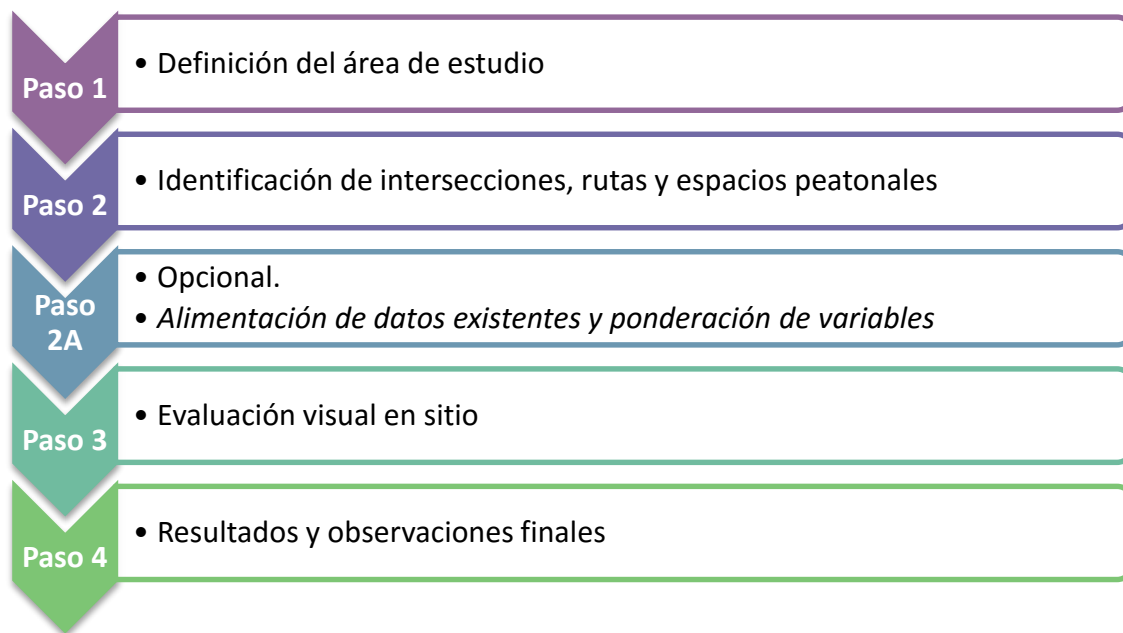 Paso 1
• Definición del área de estudio
Paso 2
• Identificación de intersecciones, rutas y espacios peatonales
Paso
2A
• Opcional.
• Alimentación de datos existentes y ponderación de variables
Paso 3
• Evaluación visual en sitio
Paso 4
• Resultados y observaciones finales